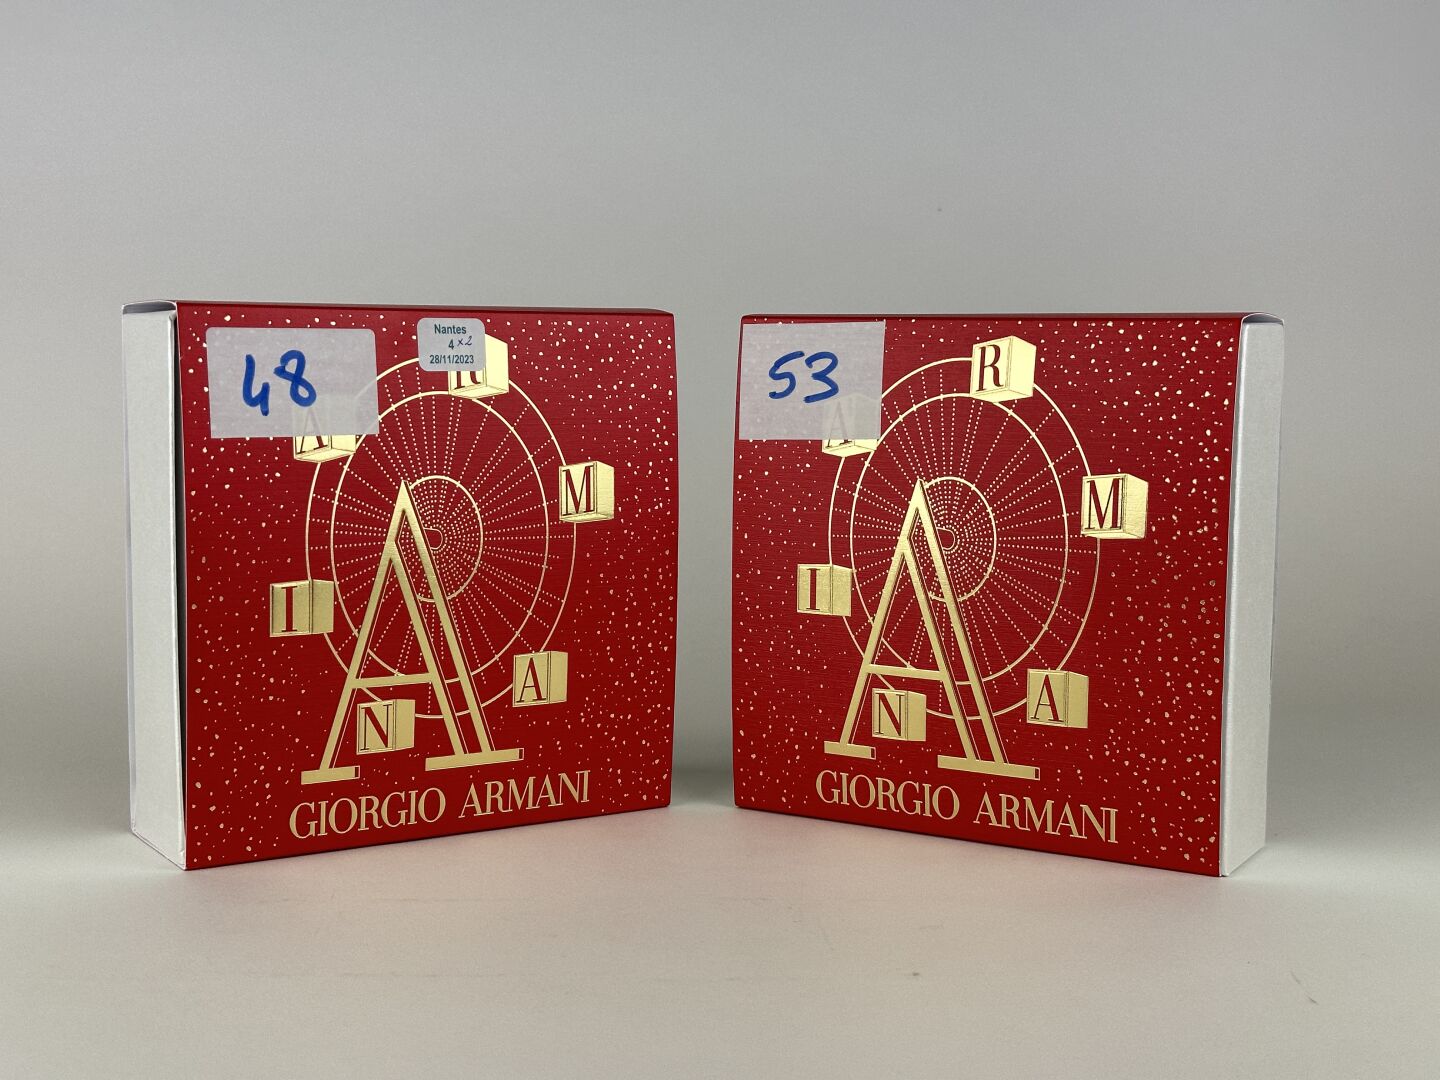 48
Nantes
4 x2
28/11/2023
A
R
M
A
N
I
GIORGIO ARMANI
53
A
R
M
A
N
I
GIORGIO ARMANI